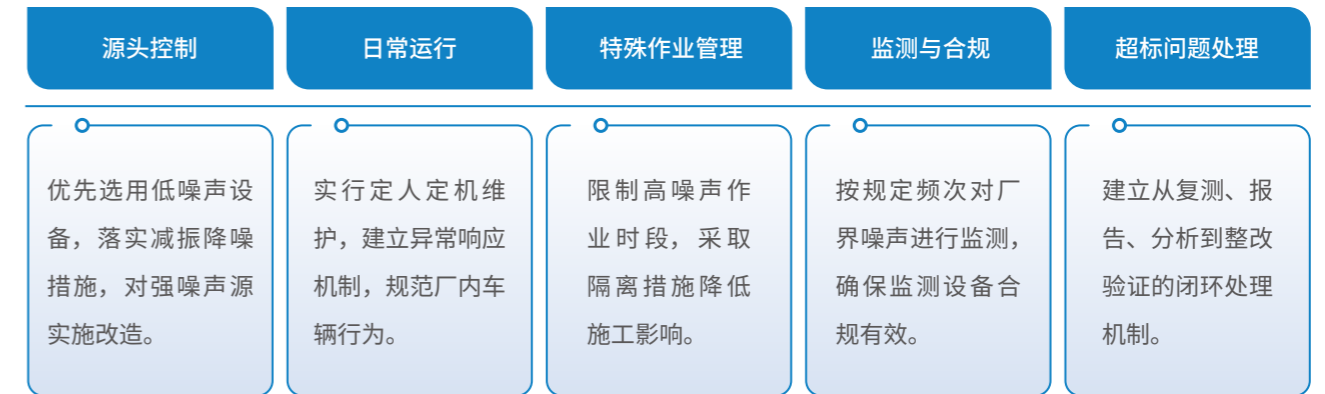 源头控制
日常运行
特殊作业管理
监测与合规
超标问题处理
优先选用低噪声设
备，落实减振降噪
措施，对强噪声源
实施改造。
实行定人定机维
护，建立异常响应
机制，规范厂内车
辆行为。
限制高噪声作
业时段，采取
隔离措施降低
施工影响。
按规定频次对厂
界噪声进行监测，
确保监测设备合
规有效。
建立从复测、报
告、分析到整改
验证的闭环处理
机制。